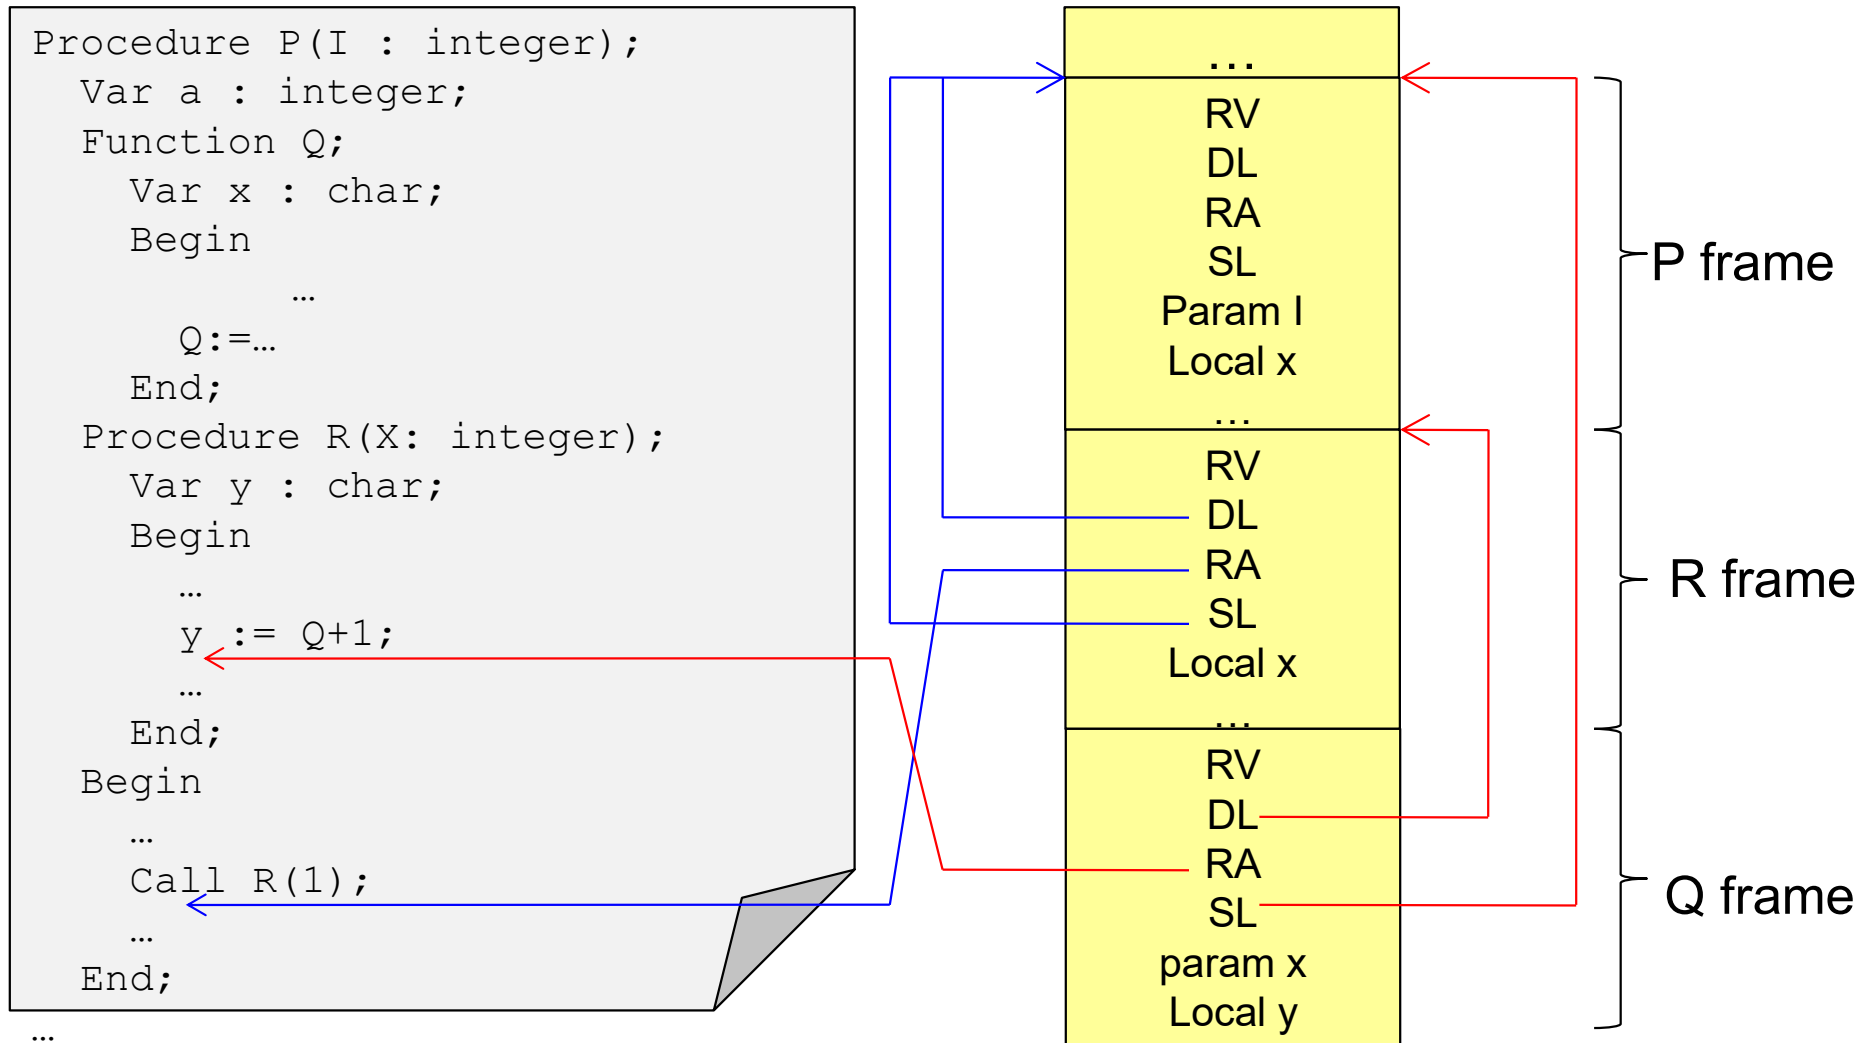 Procedure P(I : integer);
Var a : integer;
Function Q;
Var x : char;
Begin
…
Q:=…
End;
Procedure R(X: integer);
Var y : char;
Begin
…
y := Q+1;
…
End;
Begin
…
Call R(1);
…
End;
…
…
RV
DL
RA
SL
Param I
Local x
…
RV
DL
RA
SL
Local x
…
RV
DL
RA
SL
param x
Local y
P frame
R frame
Q frame